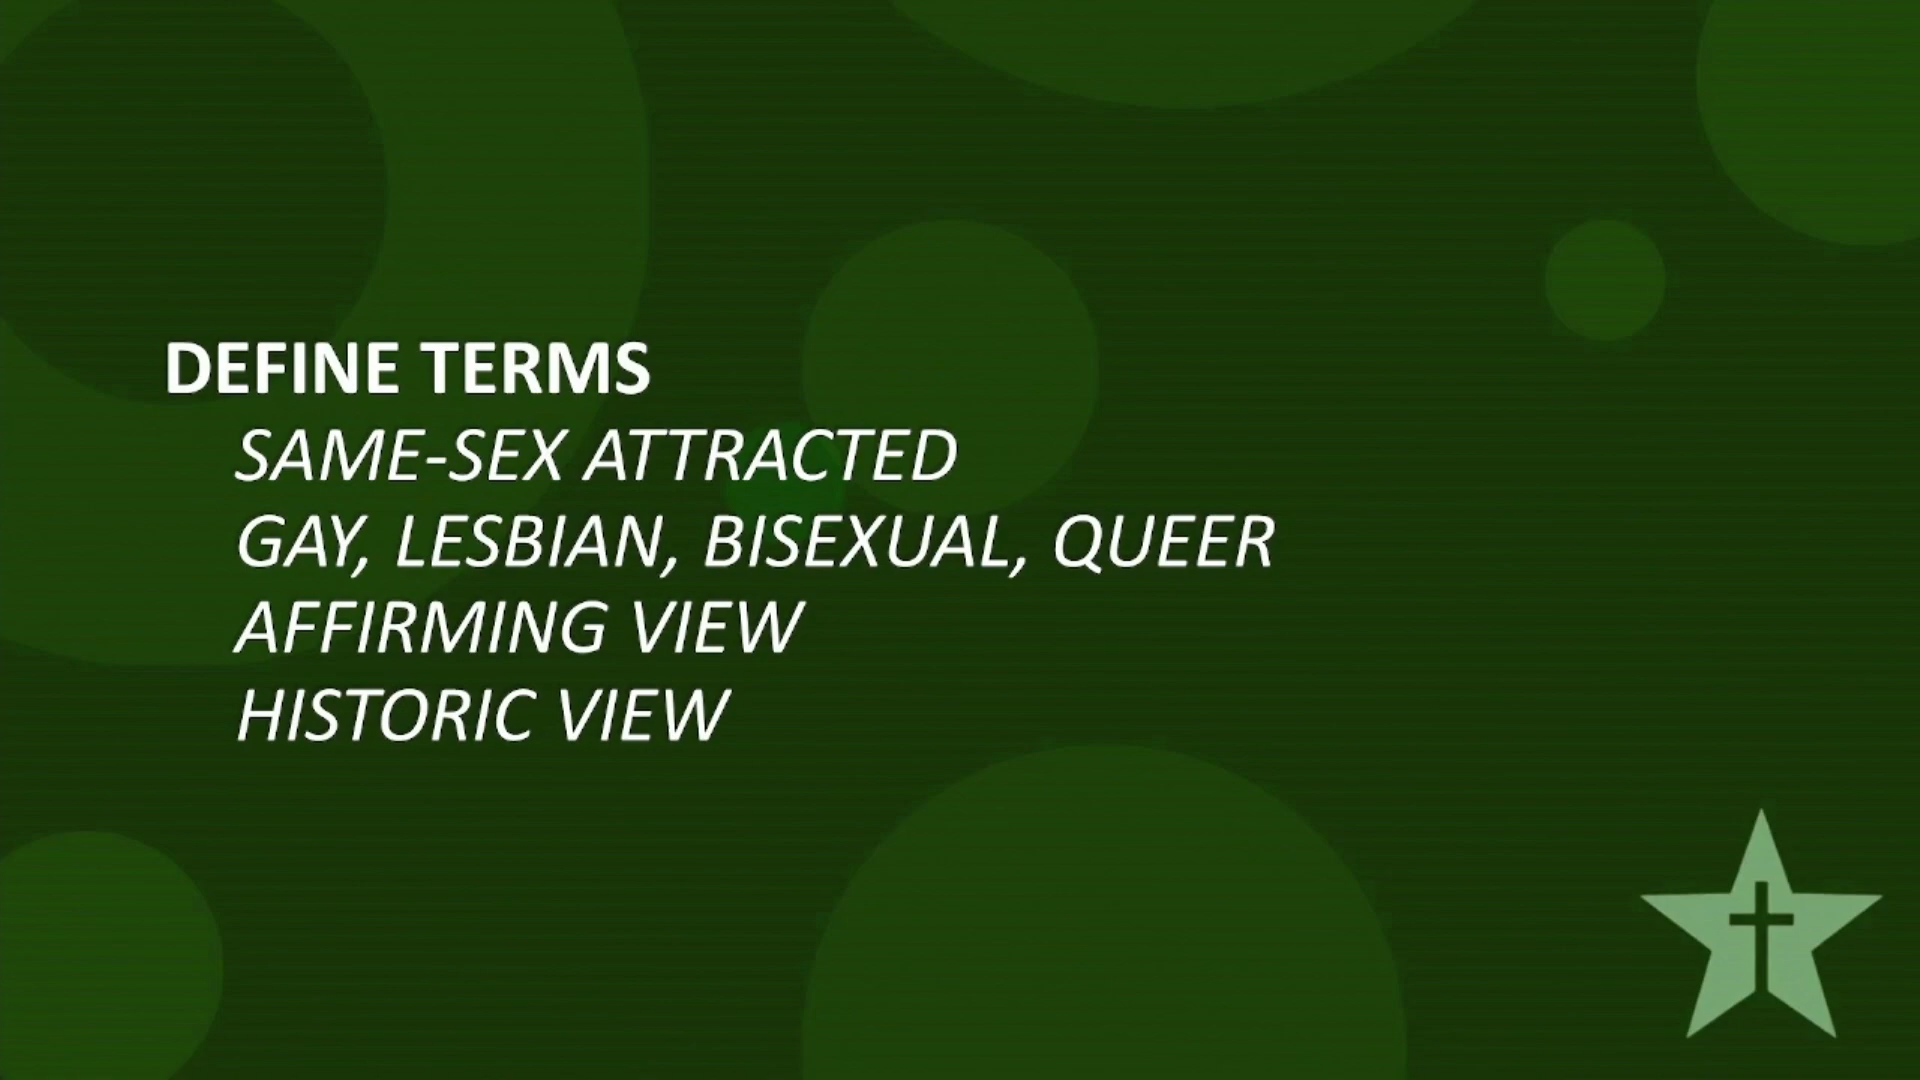 DEFINE TERMS
SAME-SEX ATTRACTED
GAY, LESBIAN, BISEXUAL, QUEER
AFFIRMING VIEW
HISTORIC VIEW